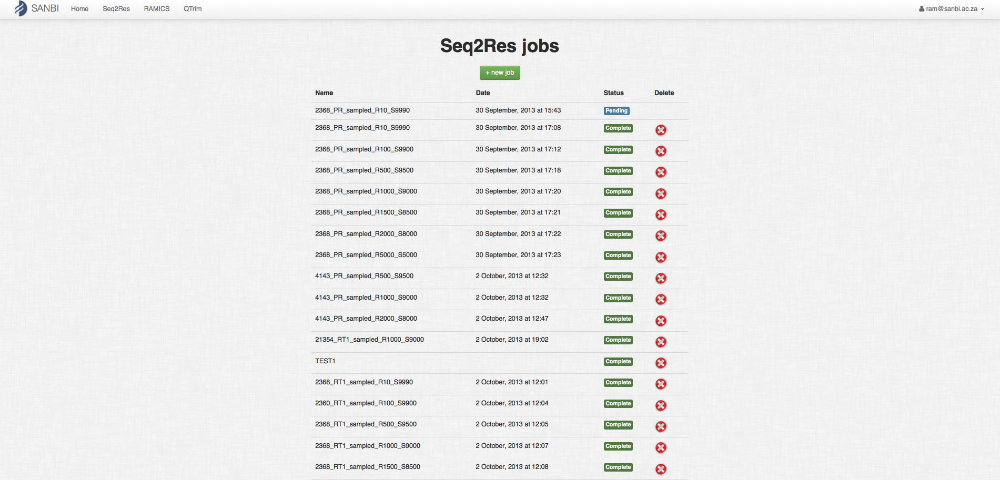 SANBI Home Seq2Res RAMICS QTrim ram@sanbi.ac.za
Seq2Res jobs
+ new job
Name Date Status Delete
2368_PR_sampled_R10_S9990 30 September, 2013 at 15:43 Pending
2368_PR_sampled_R10_S9990 30 September, 2013 at 17:08 Complete
2368_PR_sampled_R100_S9900 30 September, 2013 at 17:12 Complete
2368_PR_sampled_R500_S9500 30 September, 2013 at 17:18 Complete
2368_PR_sampled_R1000_S9000 30 September, 2013 at 17:20 Complete
2368_PR_sampled_R1500_S8500 30 September, 2013 at 17:21 Complete
2368_PR_sampled_R2000_S8000 30 September, 2013 at 17:22 Complete
2368_PR_sampled_R5000_S5000 30 September, 2013 at 17:23 Complete
4143_PR_sampled_R500_S9500 2 October, 2013 at 12:32 Complete
4143_PR_sampled_R1000_S9000 2 October, 2013 at 12:32 Complete
4143_PR_sampled_R2000_S8000 2 October, 2013 at 12:47 Complete
21354_RT1_sampled_R1000_S9000 2 October, 2013 at 19:02 Complete
TEST1 Complete
2368_RT1_sampled_R10_S9990 2 October, 2013 at 12:01 Complete
2360_RT1_sampled_R100_S9900 2 October, 2013 at 12:04 Complete
2368_RT1_sampled_R500_S9500 2 October, 2013 at 12:05 Complete
2368_RT1_sampled_R1000_S9000 2 October, 2013 at 12:07 Complete
2368_RT1_sampled_R1500_S8500 2 October, 2013 at 12:08 Complete